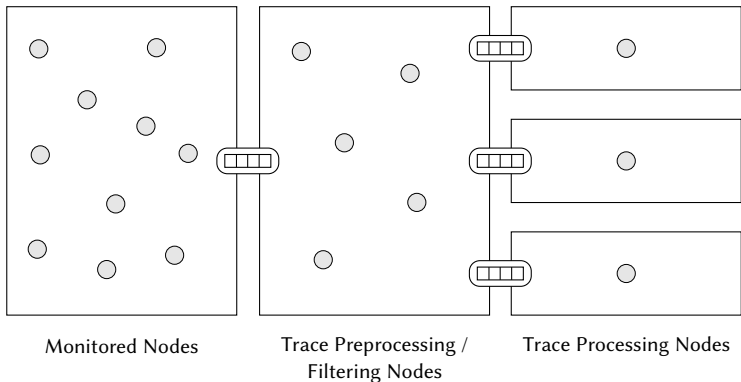 Monitored Nodes
Trace Preprocessing /
Filtering Nodes
Trace Processing Nodes